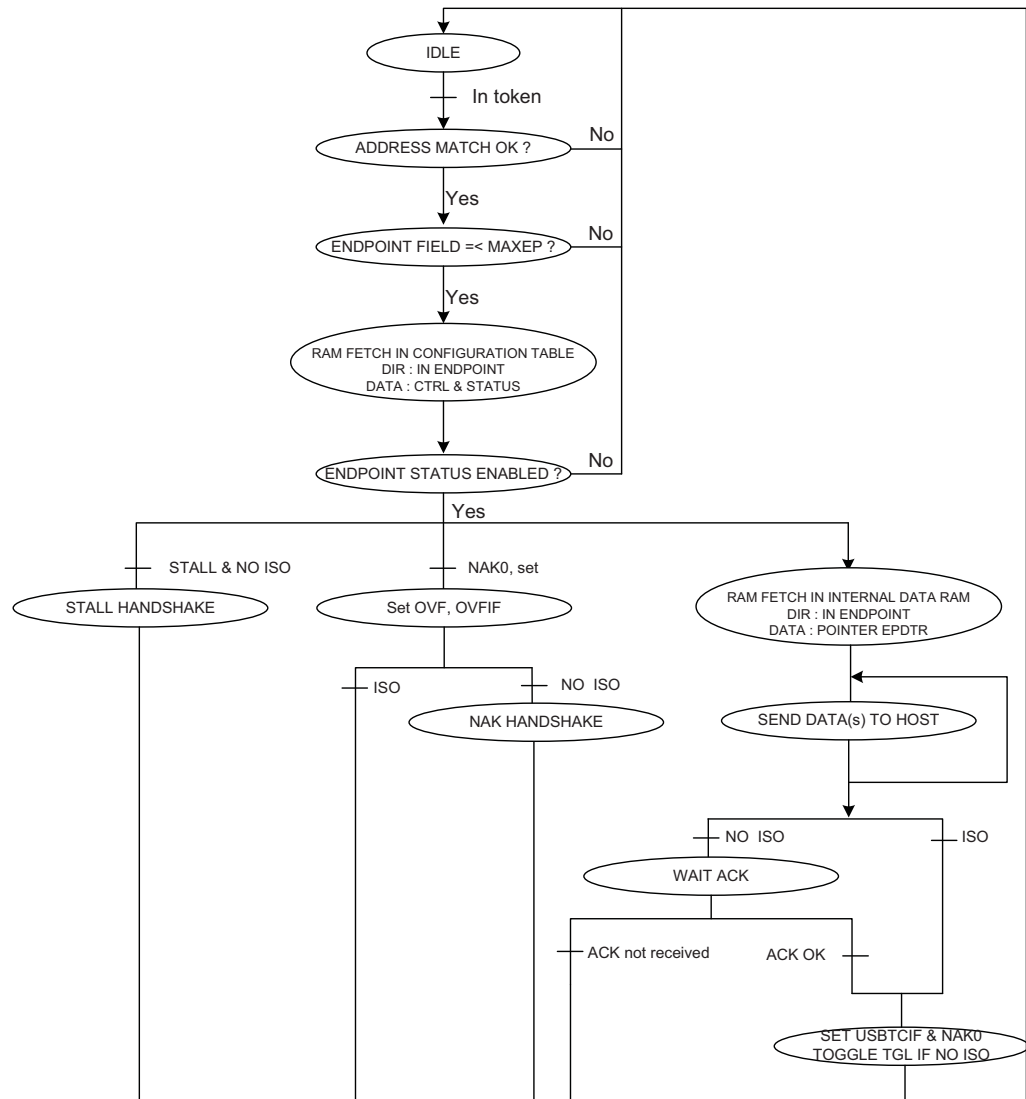 IDLE
In token
ADDRESS MATCH OK ?
No
Yes
ENDPOINT FIELD =< MAXEP ?
No
Yes
RAM FETCH IN CONFIGURATION TABLE
DIR : IN ENDPOINT
DATA : CTRL & STATUS
ENDPOINT STATUS ENABLED ?
No
Yes
STALL & NO ISO
NAK0, set
STALL HANDSHAKE
Set OVF, OVFIF
RAM FETCH IN INTERNAL DATA RAM
DIR : IN ENDPOINT
DATA : POINTER EPDTR
ISO
NO ISO
NAK HANDSHAKE
SEND DATA(s) TO HOST
NO ISO
ISO
WAIT ACK
ACK not received
ACK OK
SET USBTCIF & NAK0
TOGGLE TGL IF NO ISO